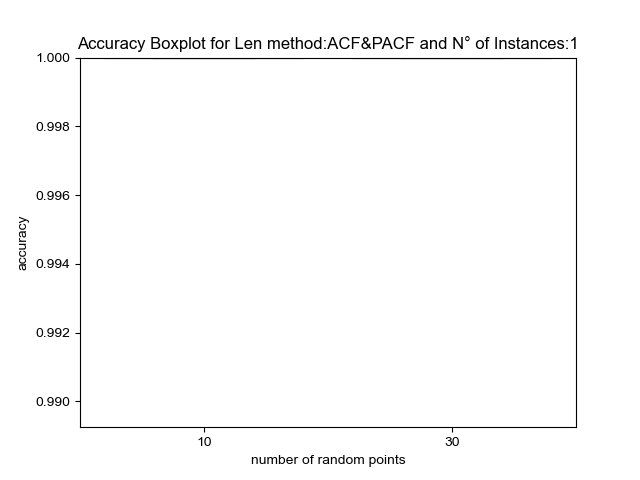 Accuracy Boxplot for Len method:ACF&PACF and N° of Instances:1
1.000
0.998
0.996
0.994
0.992
0.990
accuracy
10 30
number of random points